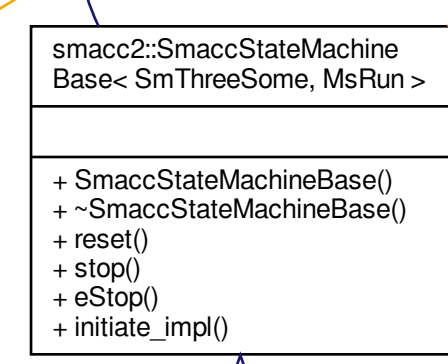 smacc2::SmaccStateMachine
Base< SmThreeSome, MsRun >
+ SmaccStateMachineBase()
+ ~SmaccStateMachineBase()
+ reset()
+ stop()
+ eStop()
+ initiate_impl()